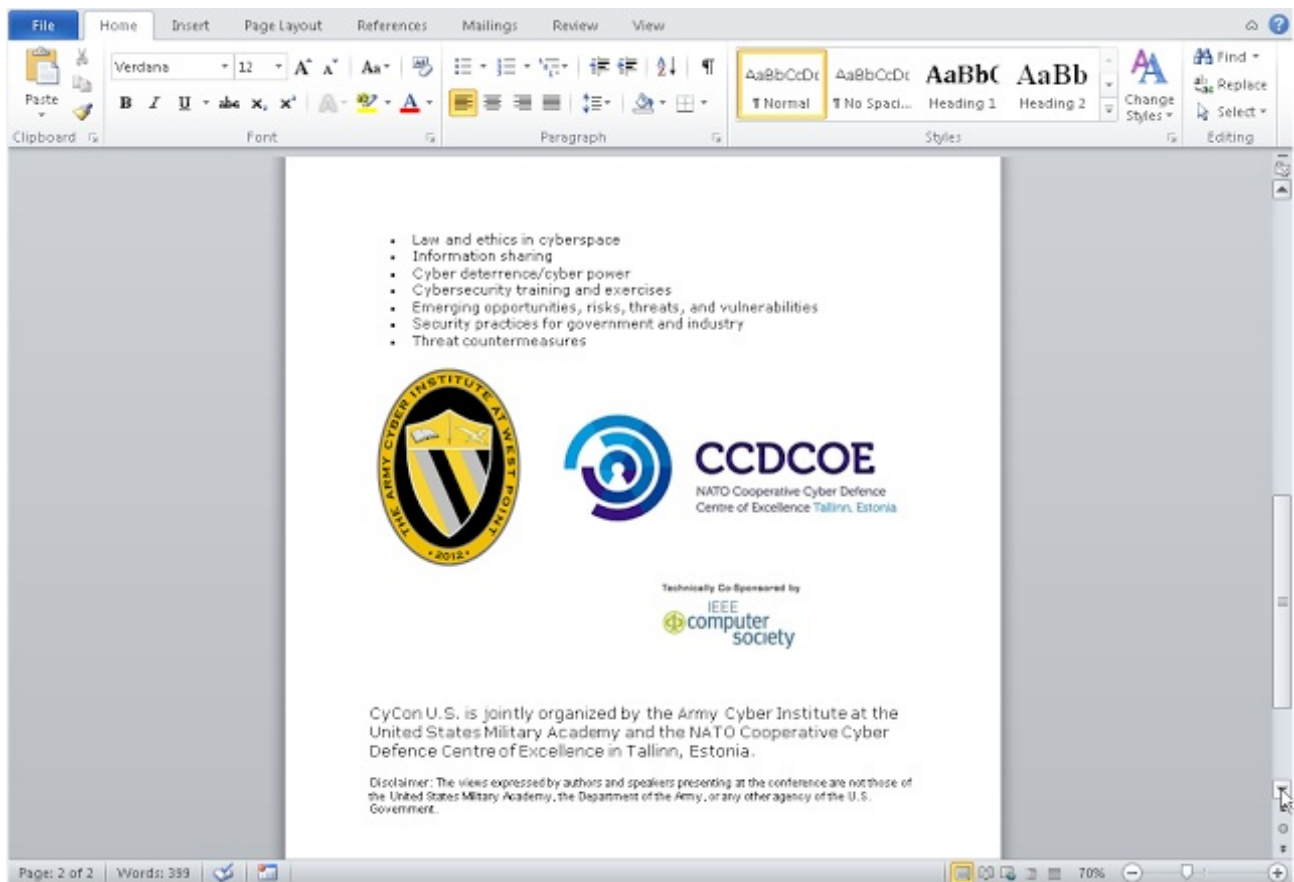 File Home Insert Page Layout References Mailings Review View
Verdana 12 Aa Find
Paste B I U abc x, x² A AaBbCcDc AaBbCcDc AaBb( AaBb Change Styles Replace
¶ Normal ¶ No Spaci... Heading 1 Heading 2 Select
Clipboard Font Paragraph Styles Editing
Law and ethics in cyberspace
Information sharing
Cyber deterrence/cyber power
Cybersecurity training and exercises
Emerging opportunities, risks, threats, and vulnerabilities
Security practices for government and industry
Threat countermeasures
THE ARMY CYBER INSTITUTE AT WEST POINT
•2012•
CCDCOE
NATO Cooperative Cyber Defence
Centre of Excellence Tallinn, Estonia
Technically Co-Sponsored by
IEEE
computer
society
CyCon U.S. is jointly organized by the Army Cyber Institute at the
United States Military Academy and the NATO Cooperative Cyber
Defence Centre of Excellence in Tallinn, Estonia.
Disclaimer: The views expressed by authors and speakers presenting at the conference are not those of
the United States Military Academy, the Department of the Army, or any other agency of the U.S.
Government.
Page: 2 of 2 Words: 399 70%